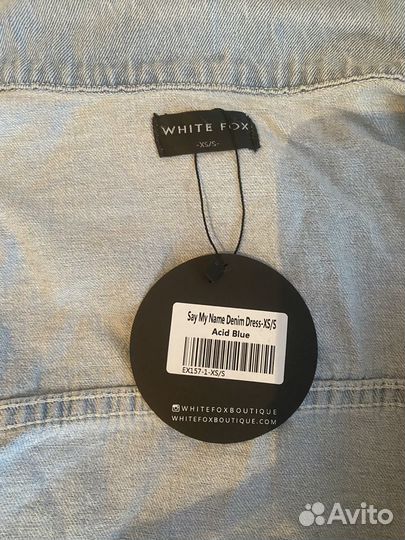 WHITE FOX
-XS/S-
Say My Name Denim Dress-XS/S
Acid Blue
EX157-1-XS/S
WHITEFOXBOUTIQUE
WHITEFOXBOUTIQUE.COM
Avito